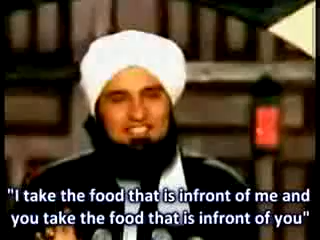 "I take the food that is infront of me and
you take the food that is infront of you"